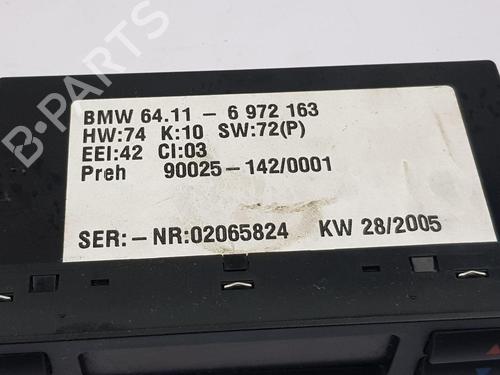 BMW 64.11 - 6 972 163
HW:74 K:10 SW:72(P)
EEI:42 CI:03
Preh 90025-142/0001
SER:-NR:02065824 KW 28/2005
B-PARTS